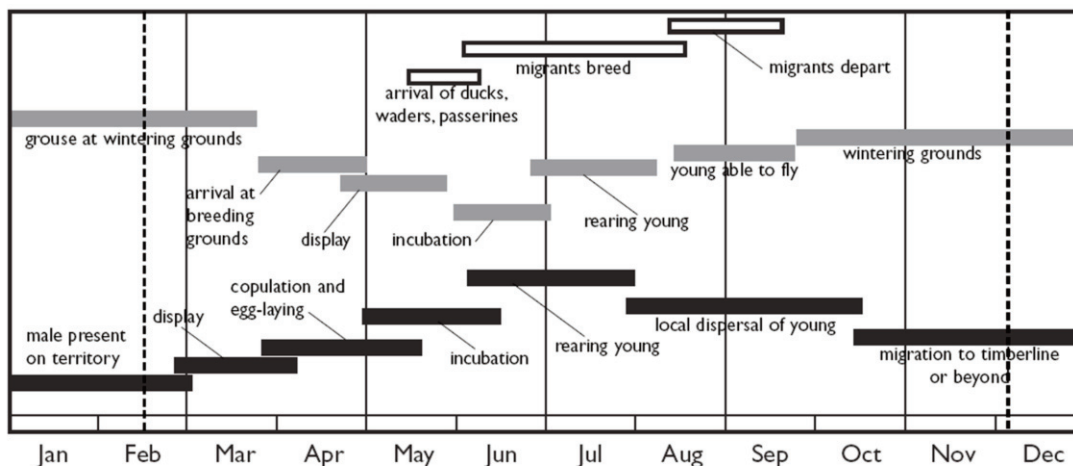 migrants breed
migrants depart
arrival of ducks,
waders, passerines
grouse at wintering grounds
wintering grounds
young able to fly
arrival at
breeding
grounds
display
incubation
rearing young
copulation and
egg-laying
display
male present
on territory
incubation
rearing young
local dispersal of young
migration to timberline
or beyond
Jan Feb Mar Apr May Jun Jul Aug Sep Oct Nov Dec